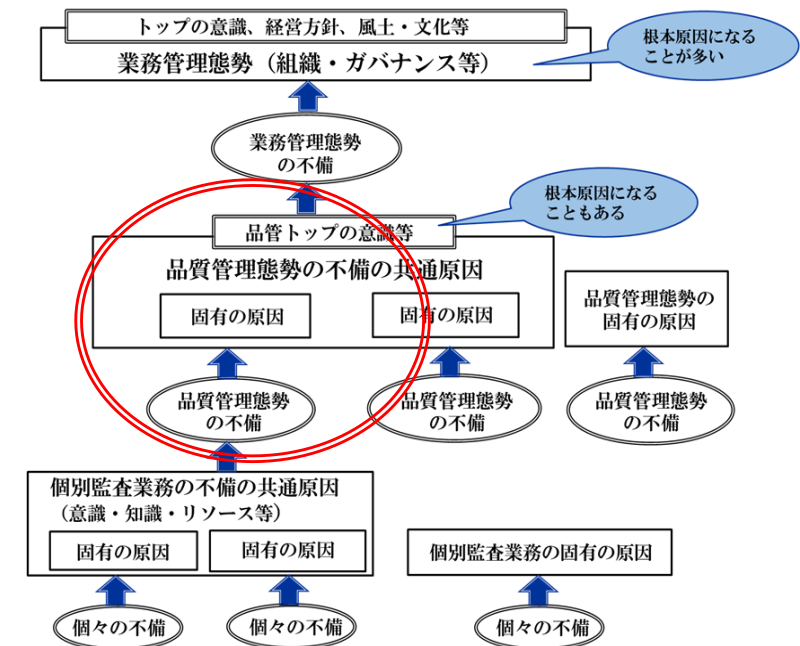 トップの意識、経営方針、風土・文化等
業務管理態勢（組織・ガバナンス等）
根本原因になる
ことが多い
業務管理態勢
の不備
根本原因になる
こともある
品管トップの意識等
品質管理態勢の不備の共通原因
固有の原因
固有の原因
品質管理態勢の
固有の原因
品質管理態勢
の不備
品質管理態勢
の不備
品質管理態勢
の不備
個別監査業務の不備の共通原因
（意識・知識・リソース等）
固有の原因
固有の原因
個別監査業務の固有の原因
個々の不備
個々の不備
個々の不備